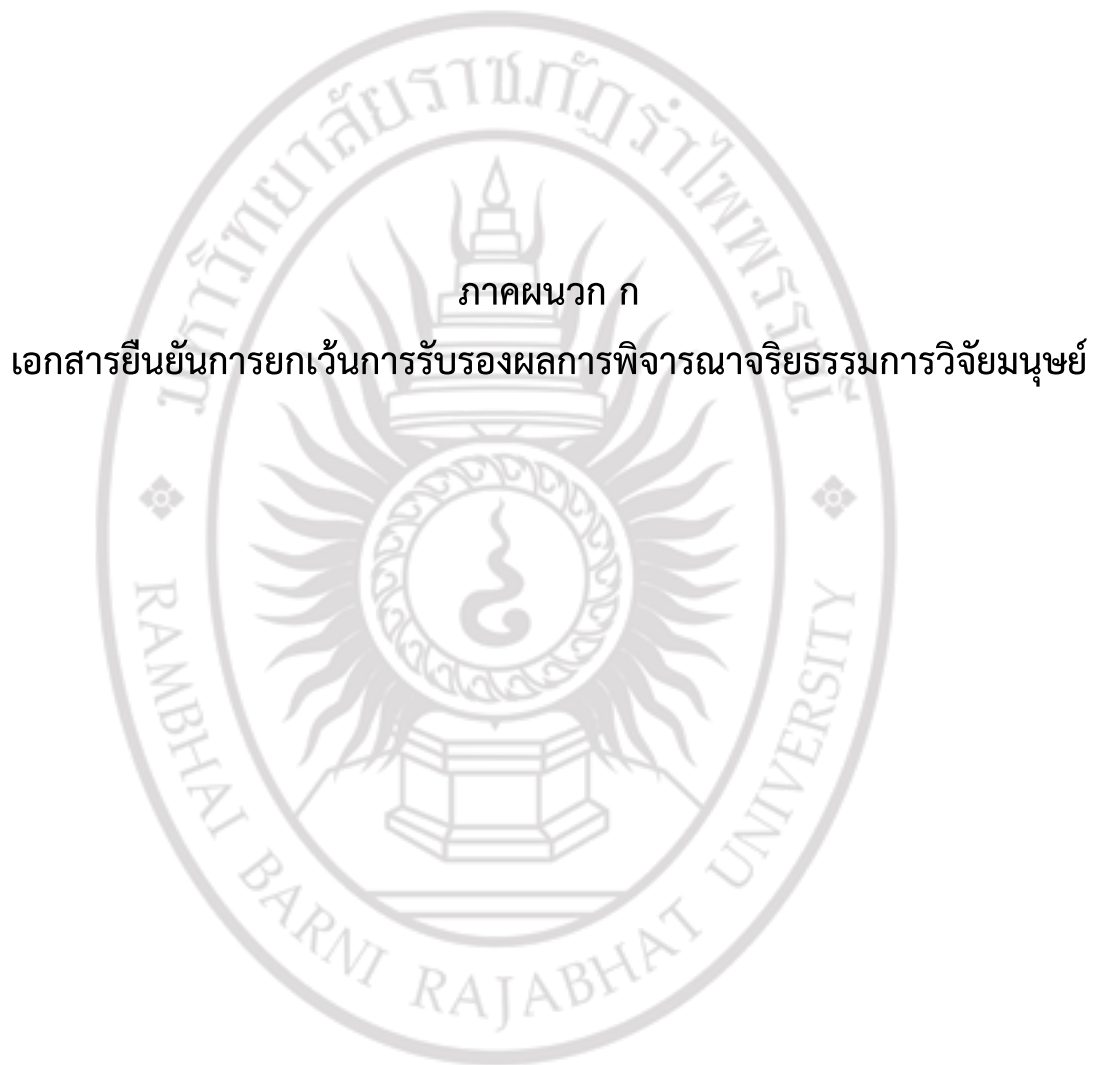 ภาคผนวก ก
เอกสารยืนยันการยกเว้นการรับรองผลการพิจารณาจริยธรรมการวิจัยมนุษย์
มหาวิทยาลัยราชภัฏรำไพพรรณี
RAMBHAI BARNI RAJABHAT UNIVERSITY